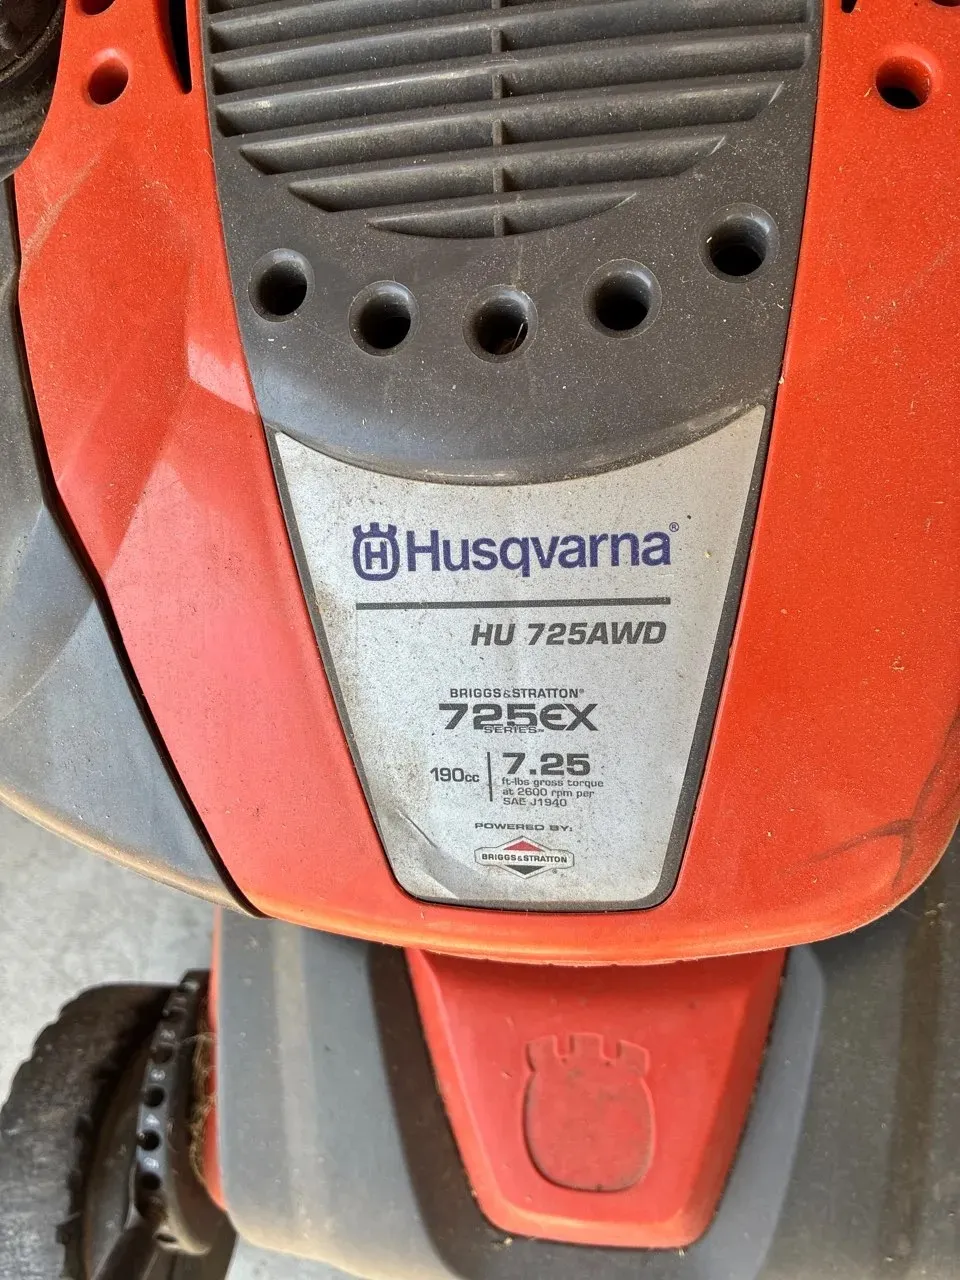 H Husqvarna®
HU 725AWD
BRIGGS&STRATTON®
725EX
SERIES™
190cc
7.25
ft-lbs gross torque
at 2600 rpm per
SAE J1940
POWERED BY:
BRIGGS&STRATTON®